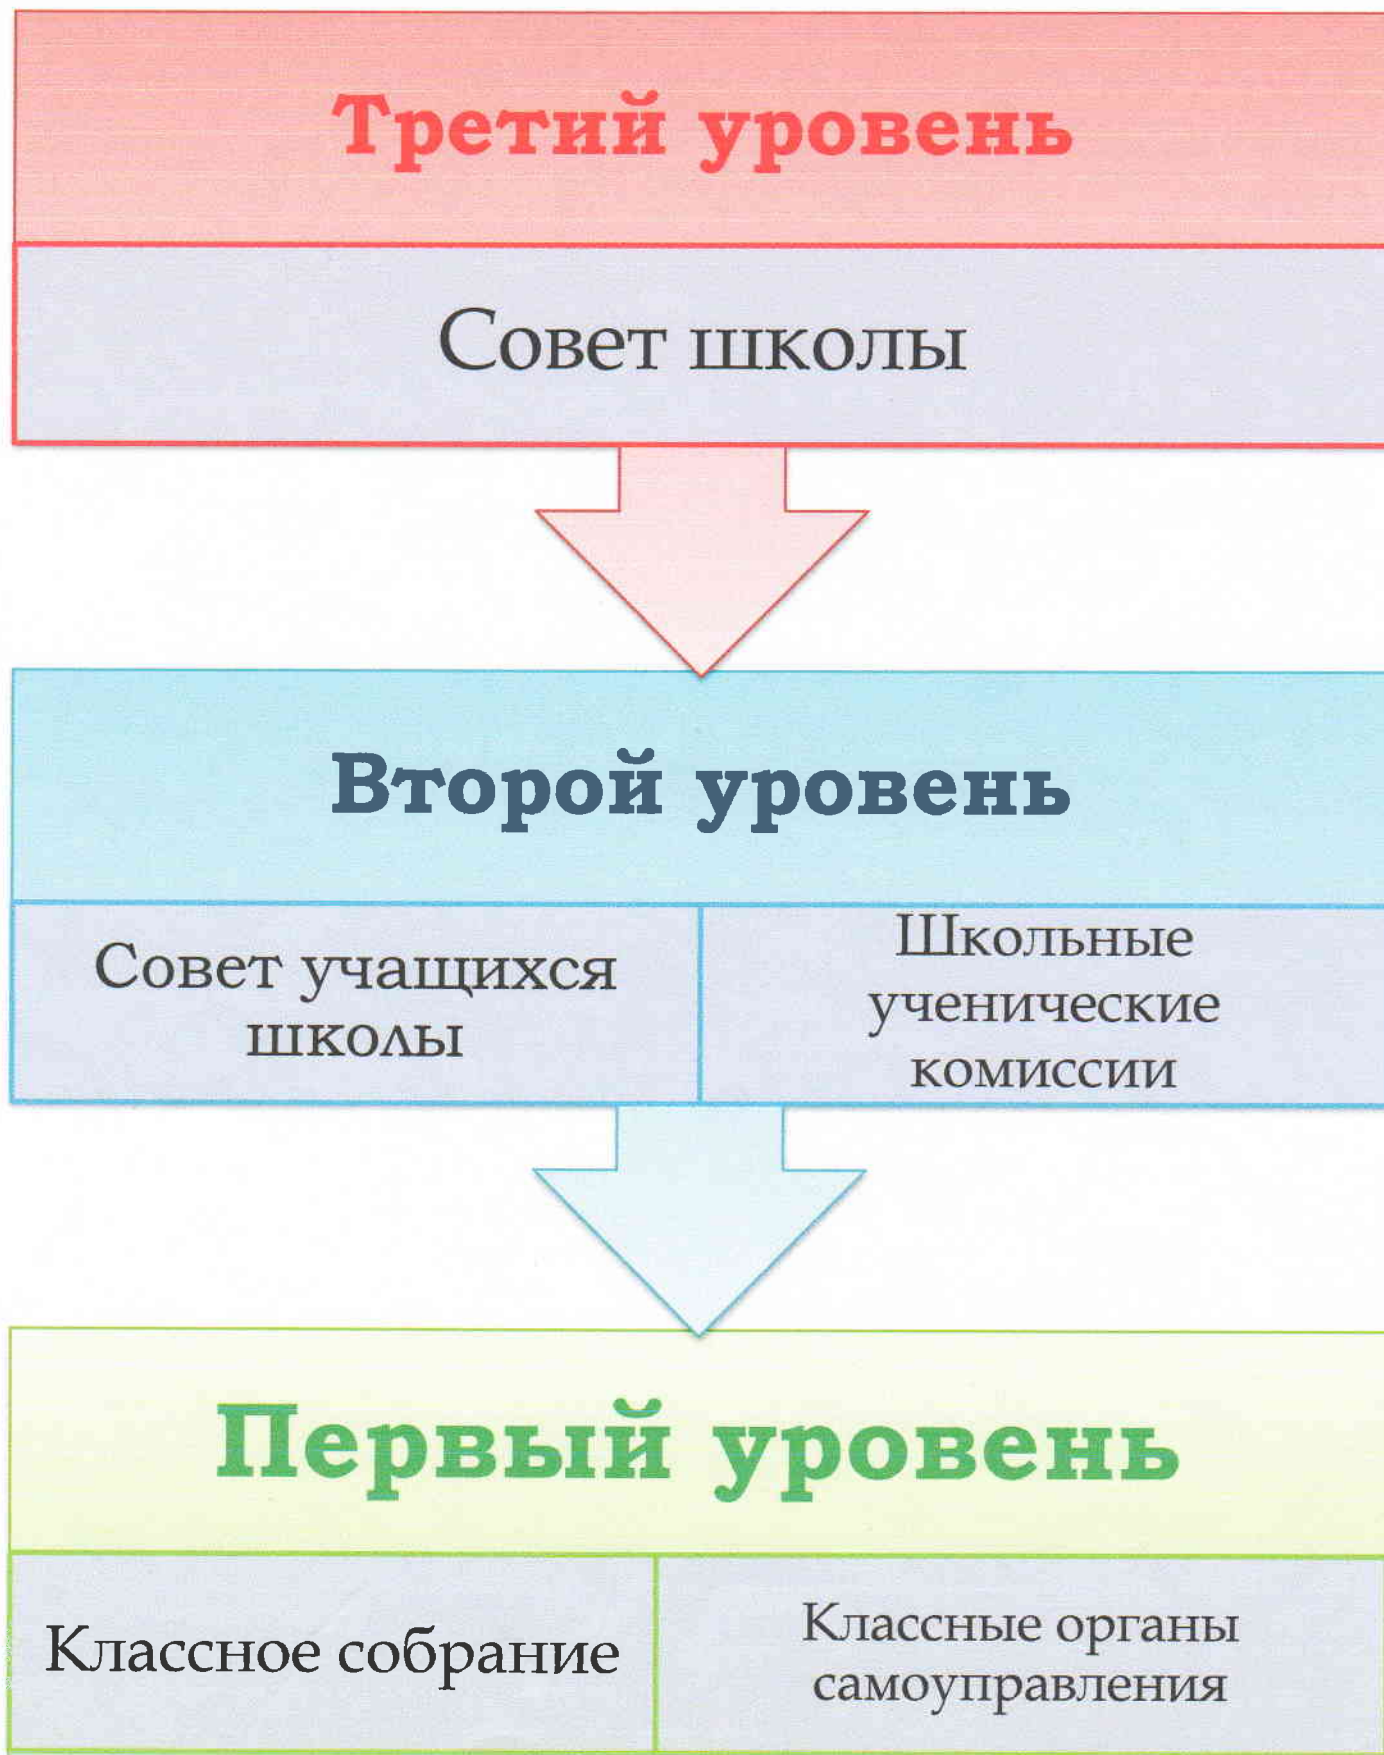 Третий уровень
Совет школы
Второй уровень
Совет учащихся
школы
Школьные
ученические
комиссии
Первый уровень
Классное собрание
Классные органы
самоуправления